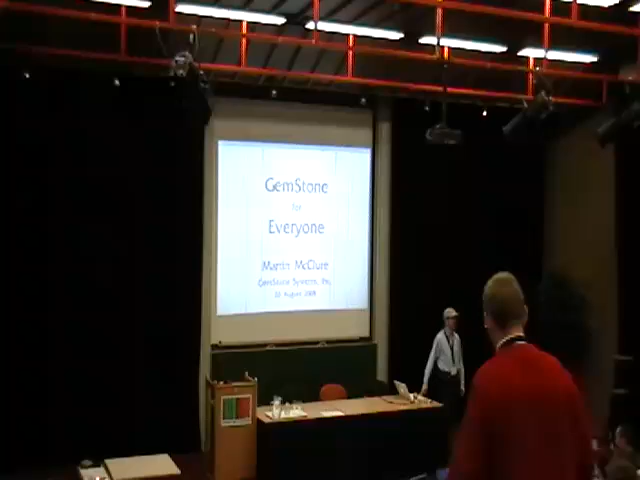 GemStone
for
Everyone
Martin McClure
GemStone Systems, Inc.